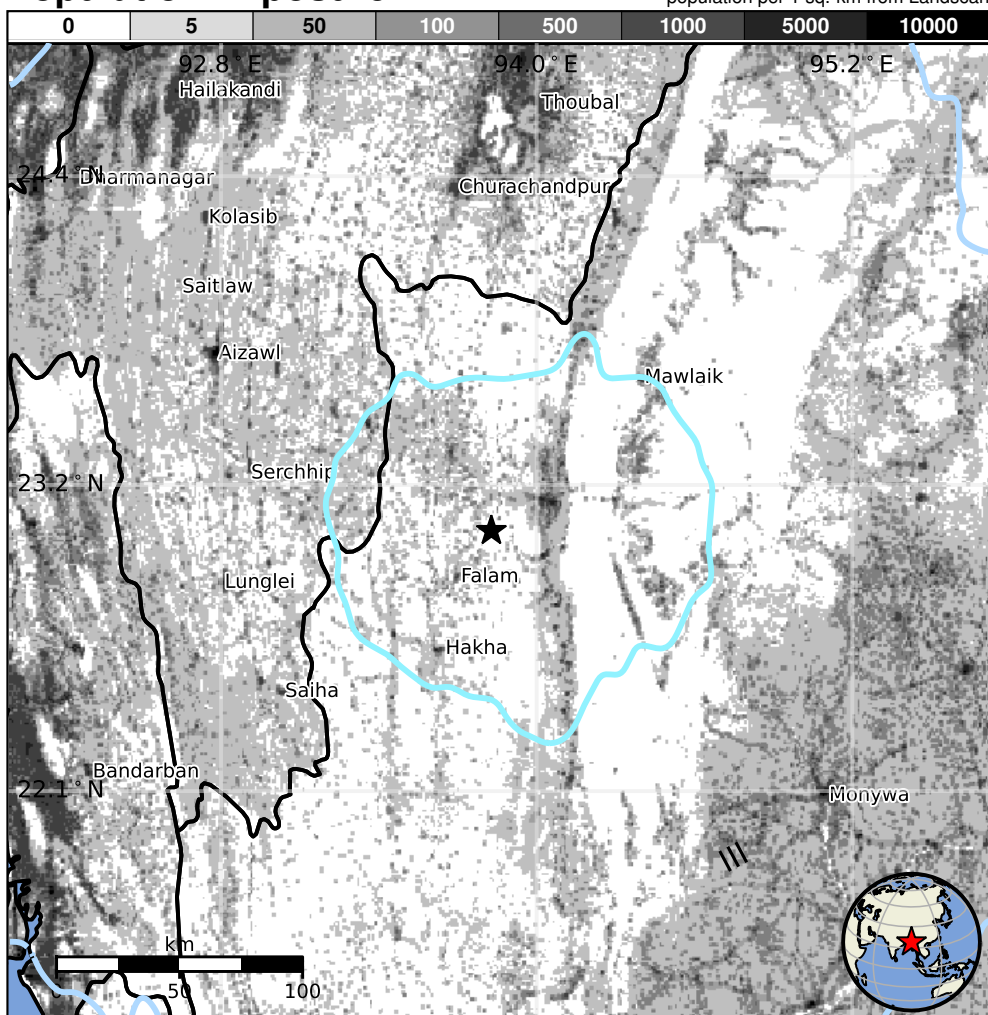 population per 1 sq. km from Landscan
0 5 50 100 500 1000 5000 10000
92.8°E 94.0°E 95.2°E
Hailakandi
Thoubal
24.4°N
Dharmanagar
Churachandpur
Kolasib
Saitlaw
Aizawl
Mawlaik
Serchhip
23.2°N
Falam
Lunglei
Hakha
Saiha
Bandarban
22.1°N
Monywa
III
km
0 50 100